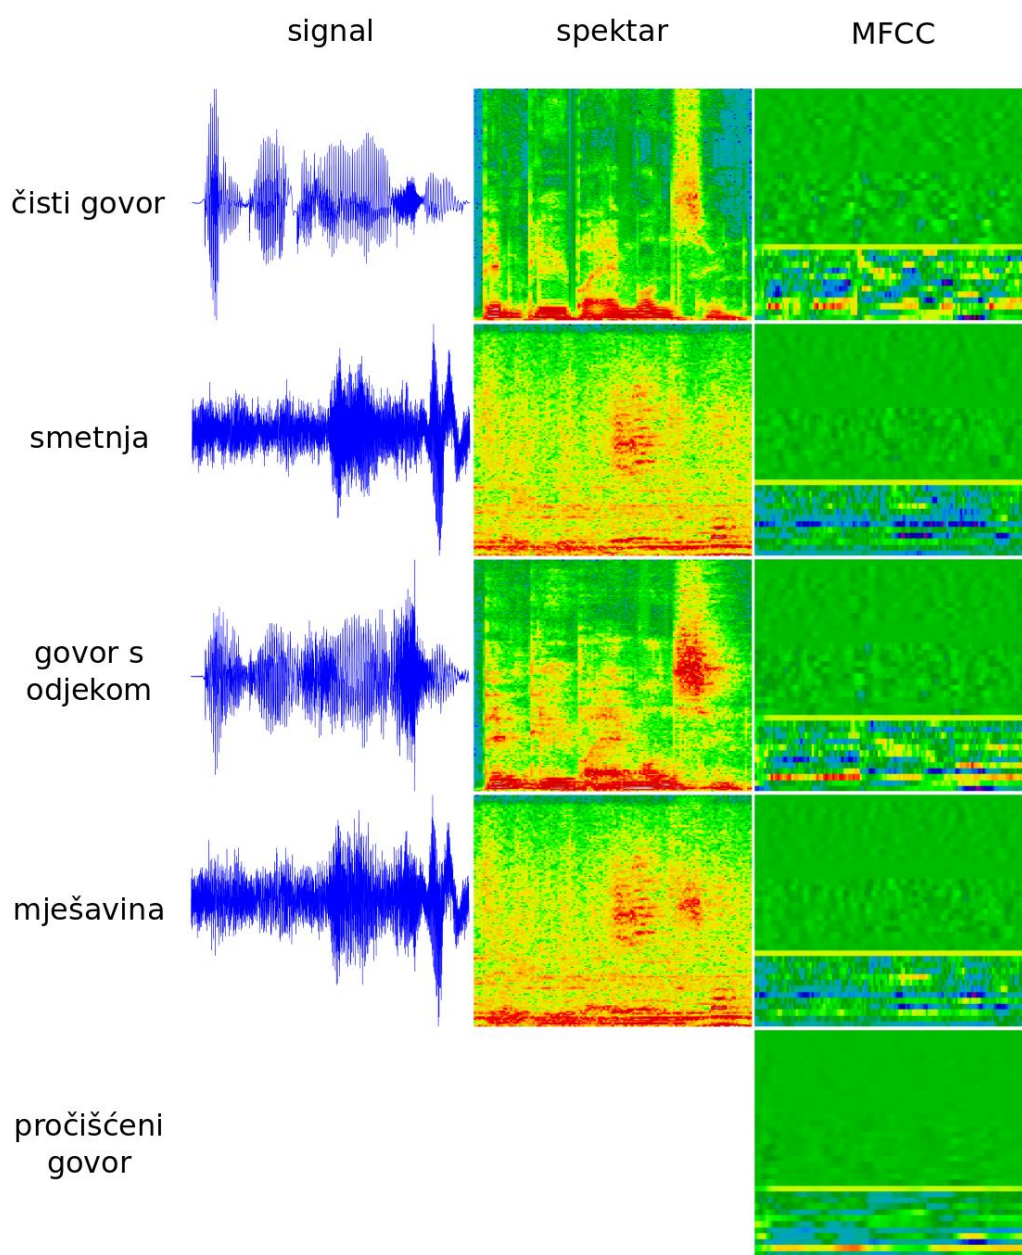 signal
spektar
MFCC
čisti govor
smetnja
govor s
odjekom
mješavina
pročišćeni
govor